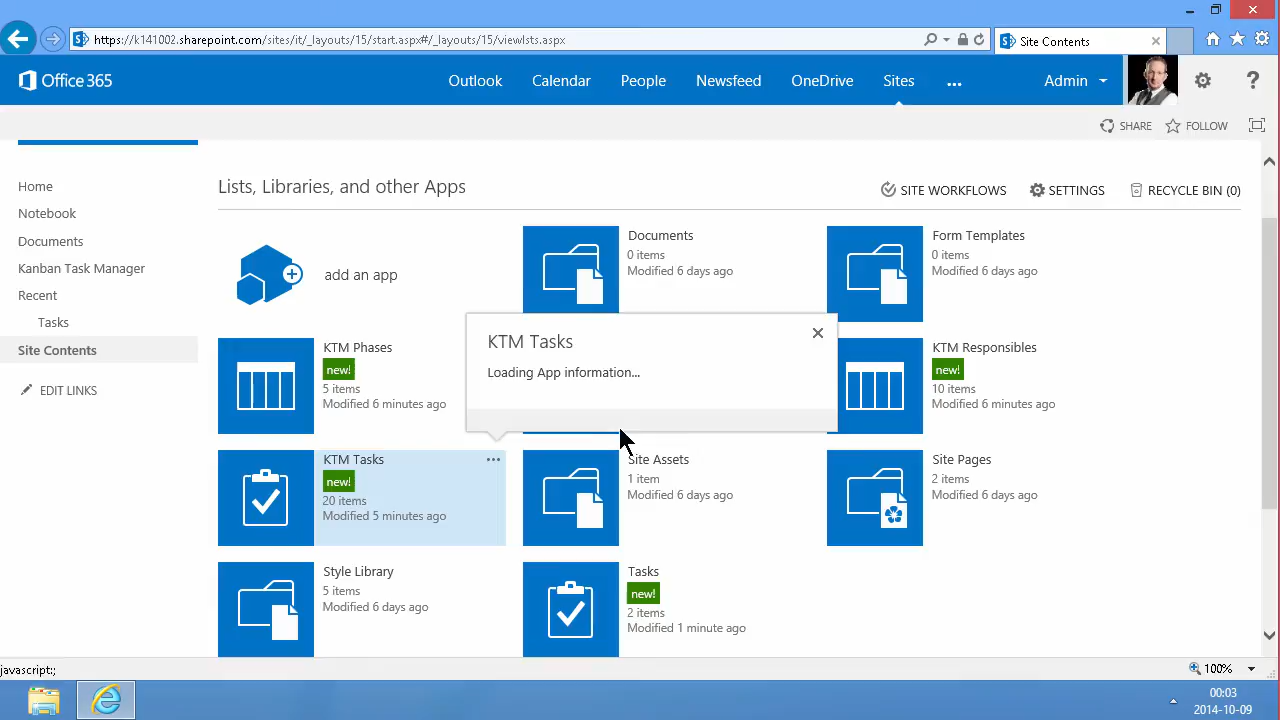 https://k141002.sharepoint.com/sites/it/_layouts/15/start.aspx#/_layouts/15/viewlsts.aspx
Site Contents
Office 365
Outlook
Calendar
People
Newsfeed
OneDrive
Sites
...
Admin
?
SHARE
FOLLOW
Home
Notebook
Documents
Kanban Task Manager
Recent
Tasks
Site Contents
EDIT LINKS
Lists, Libraries, and other Apps
SITE WORKFLOWS
SETTINGS
RECYCLE BIN (0)
add an app
Documents
0 items
Modified 6 days ago
Form Templates
0 items
Modified 6 days ago
KTM Phases
new!
5 items
Modified 6 minutes ago
KTM Tasks
Loading App information...
KTM Responsibles
new!
10 items
Modified 6 minutes ago
KTM Tasks
...
new!
20 items
Modified 5 minutes ago
Site Assets
1 item
Modified 6 days ago
Site Pages
2 items
Modified 6 days ago
Style Library
5 items
Modified 6 days ago
Tasks
new!
2 items
Modified 1 minute ago
javascript:;
100%
00:03
2014-10-09